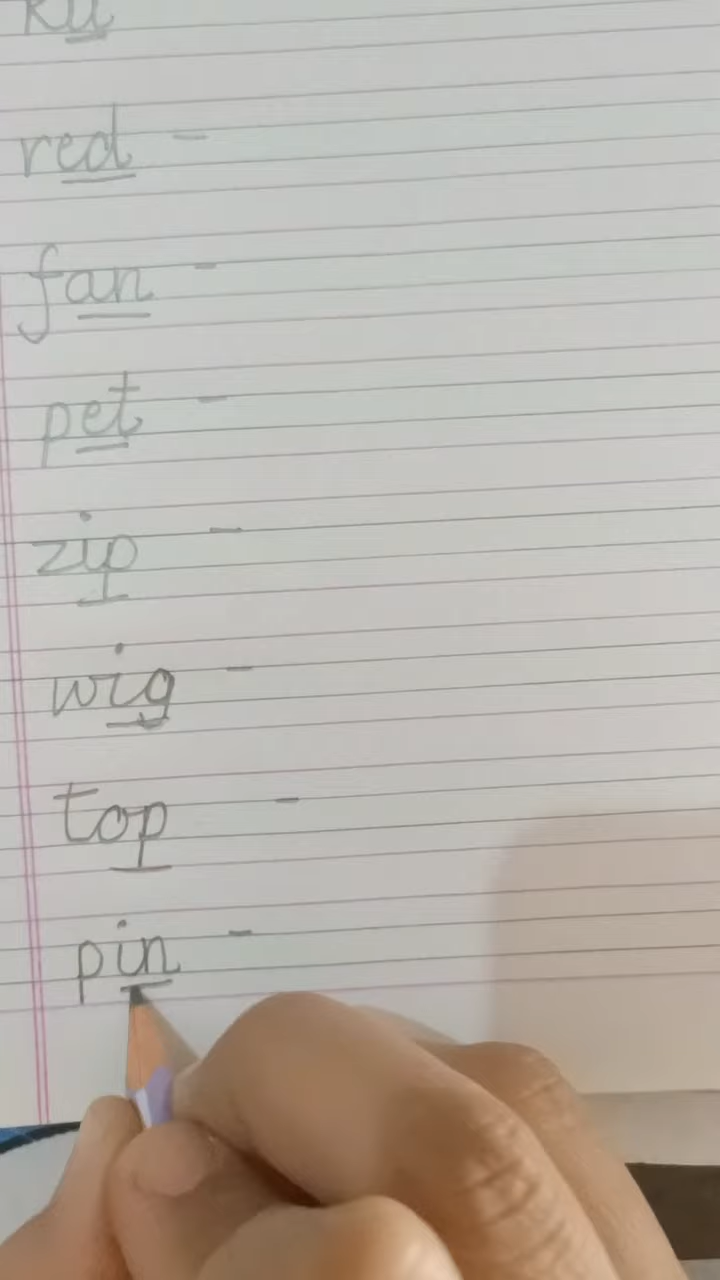 red -
fan -
pet -
zip -
wig -
top -
pin -